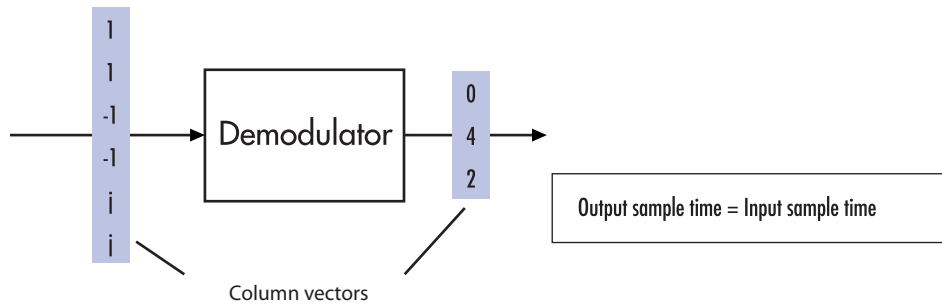 1
1
-1
-1
i
i
Demodulator
0
4
2
Output sample time = Input sample time
Column vectors